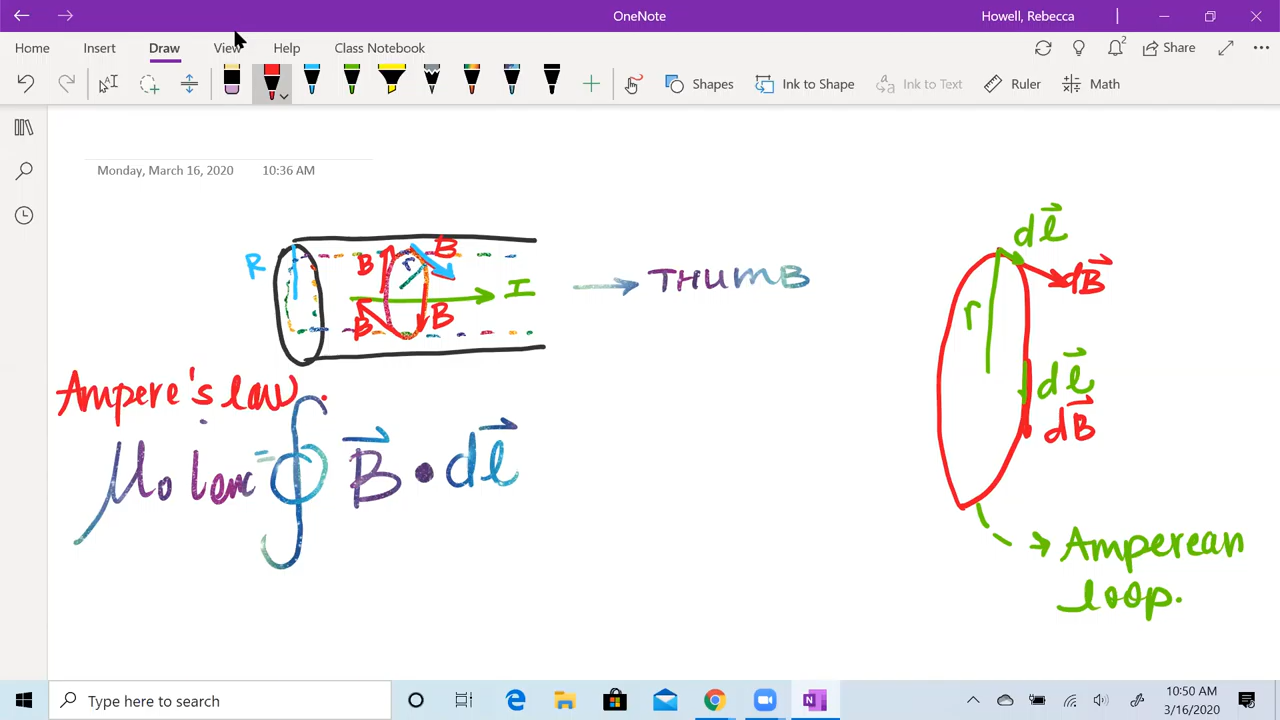 OneNote
Howell, Rebecca
Home Insert Draw View Help Class Notebook
2
Share
Shapes Ink to Shape Ink to Text Ruler Math
Monday, March 16, 2020 10:36 AM
R
B
r
B
I
B
B
THUMB
dl
dB
r
dl
dB
Ampere's law.
μo Ienc = ∮ B • dl
Amperean
loop.
Type here to search
10:50 AM
3/16/2020